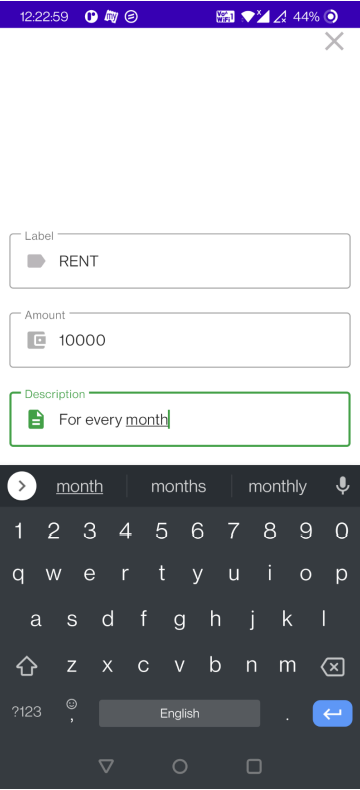 12:22:59
44%
Label
RENT
Amount
10000
Description
For every month
month months monthly
1 2 3 4 5 6 7 8 9 0
q w e r t y u i o p
a s d f g h j k l
z x c v b n m
?123 , English .